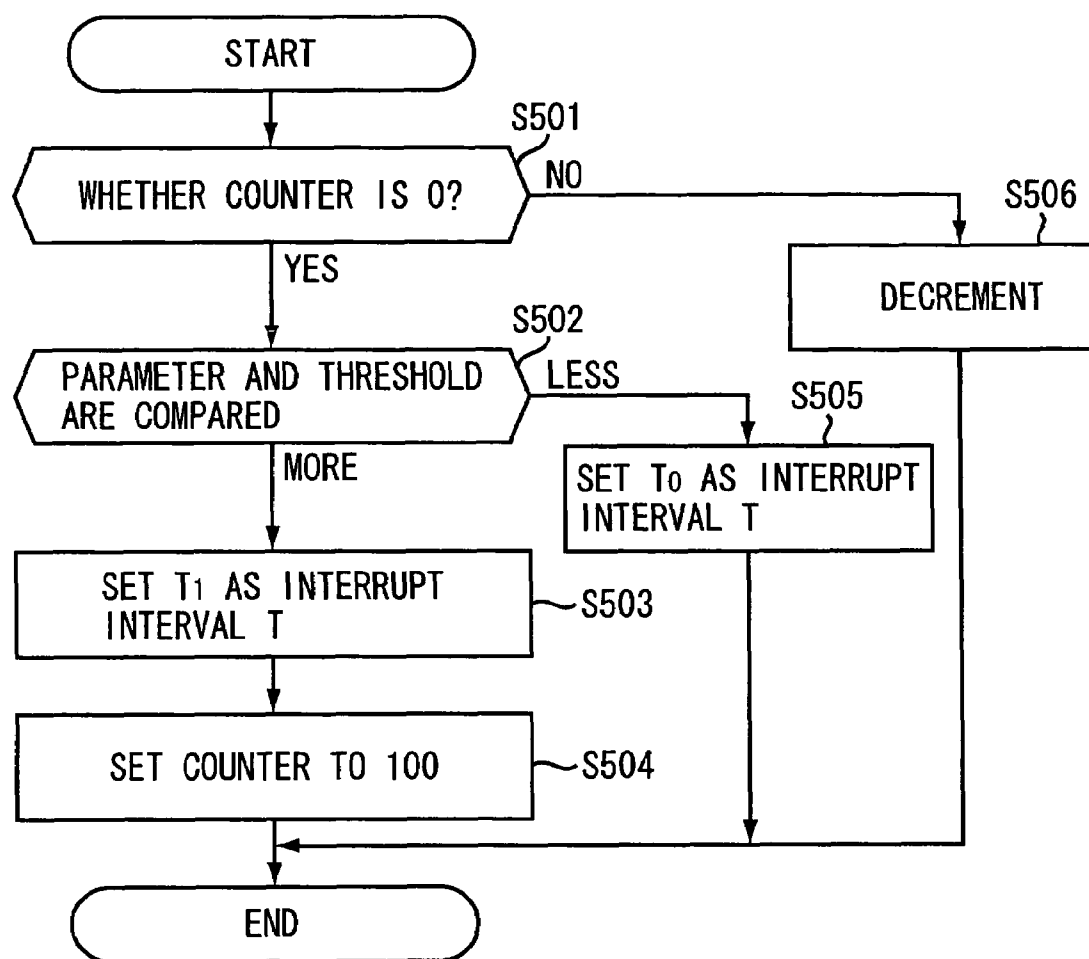 START
S501
WHETHER COUNTER IS 0?
NO
S506
YES
DECREMENT
S502
PARAMETER AND THRESHOLD
ARE COMPARED
LESS
S505
MORE
SET T0 AS INTERRUPT
INTERVAL T
SET T1 AS INTERRUPT
INTERVAL T
S503
SET COUNTER TO 100
S504
END